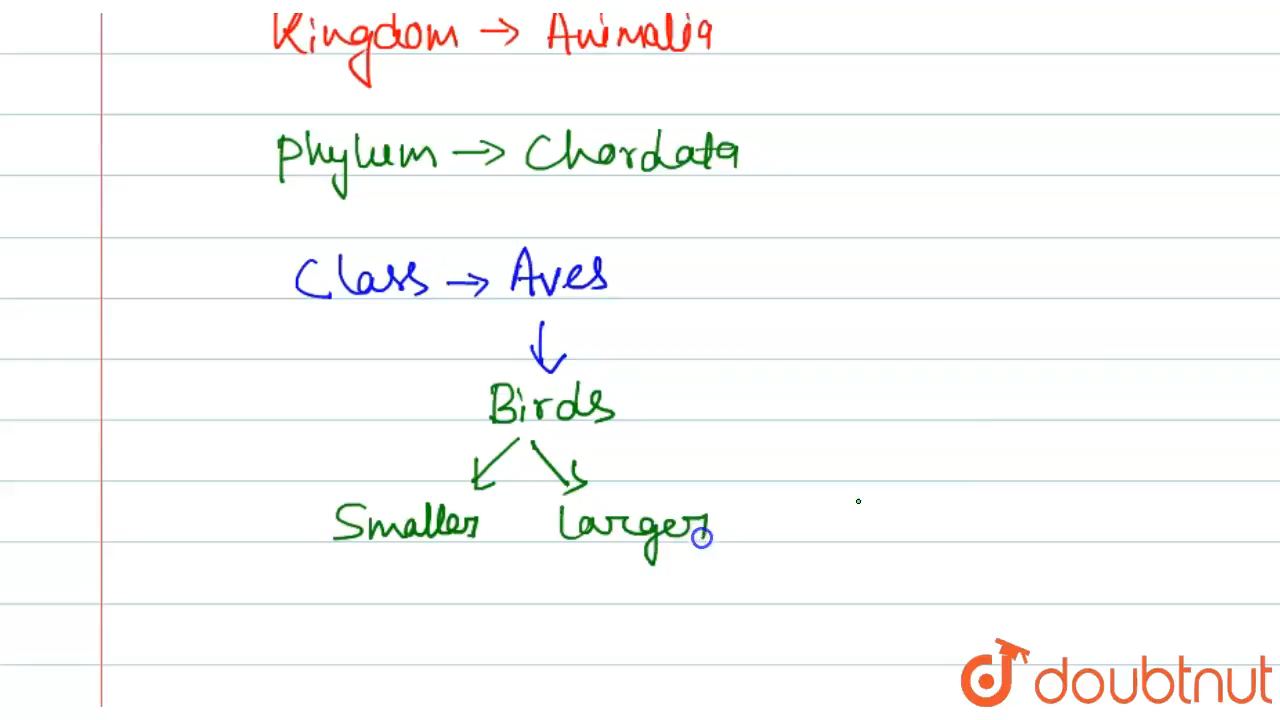 Kingdom → Animalia
Phylum → Chordata
Class → Aves
↓
Birds
Smaller Larger
doubtnut